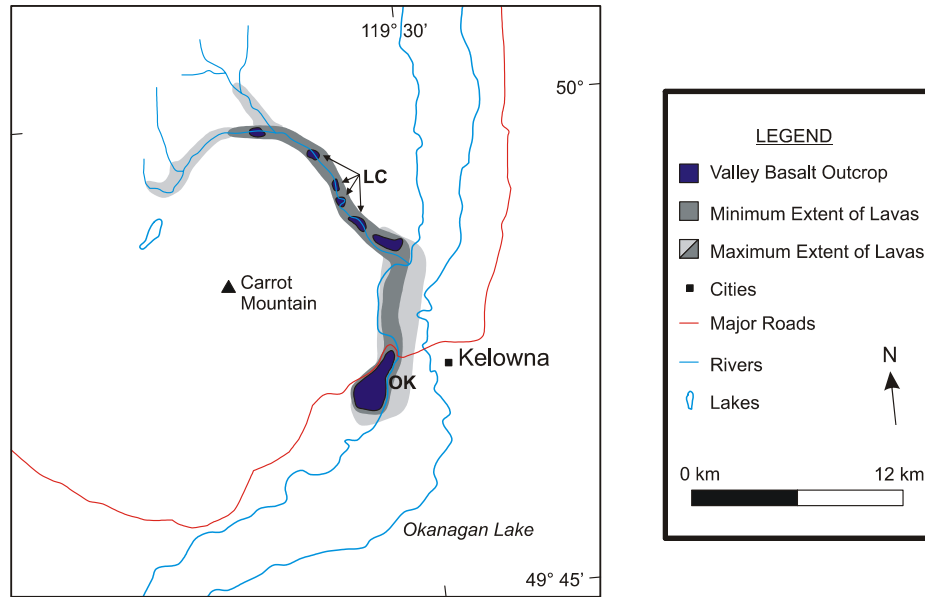 119° 30’
50°
LC
Carrot
Mountain
Kelowna
OK
Okanagan Lake
49° 45’
LEGEND
Valley Basalt Outcrop
Minimum Extent of Lavas
Maximum Extent of Lavas
Cities
Major Roads
Rivers
Lakes
N
0 km
12 km